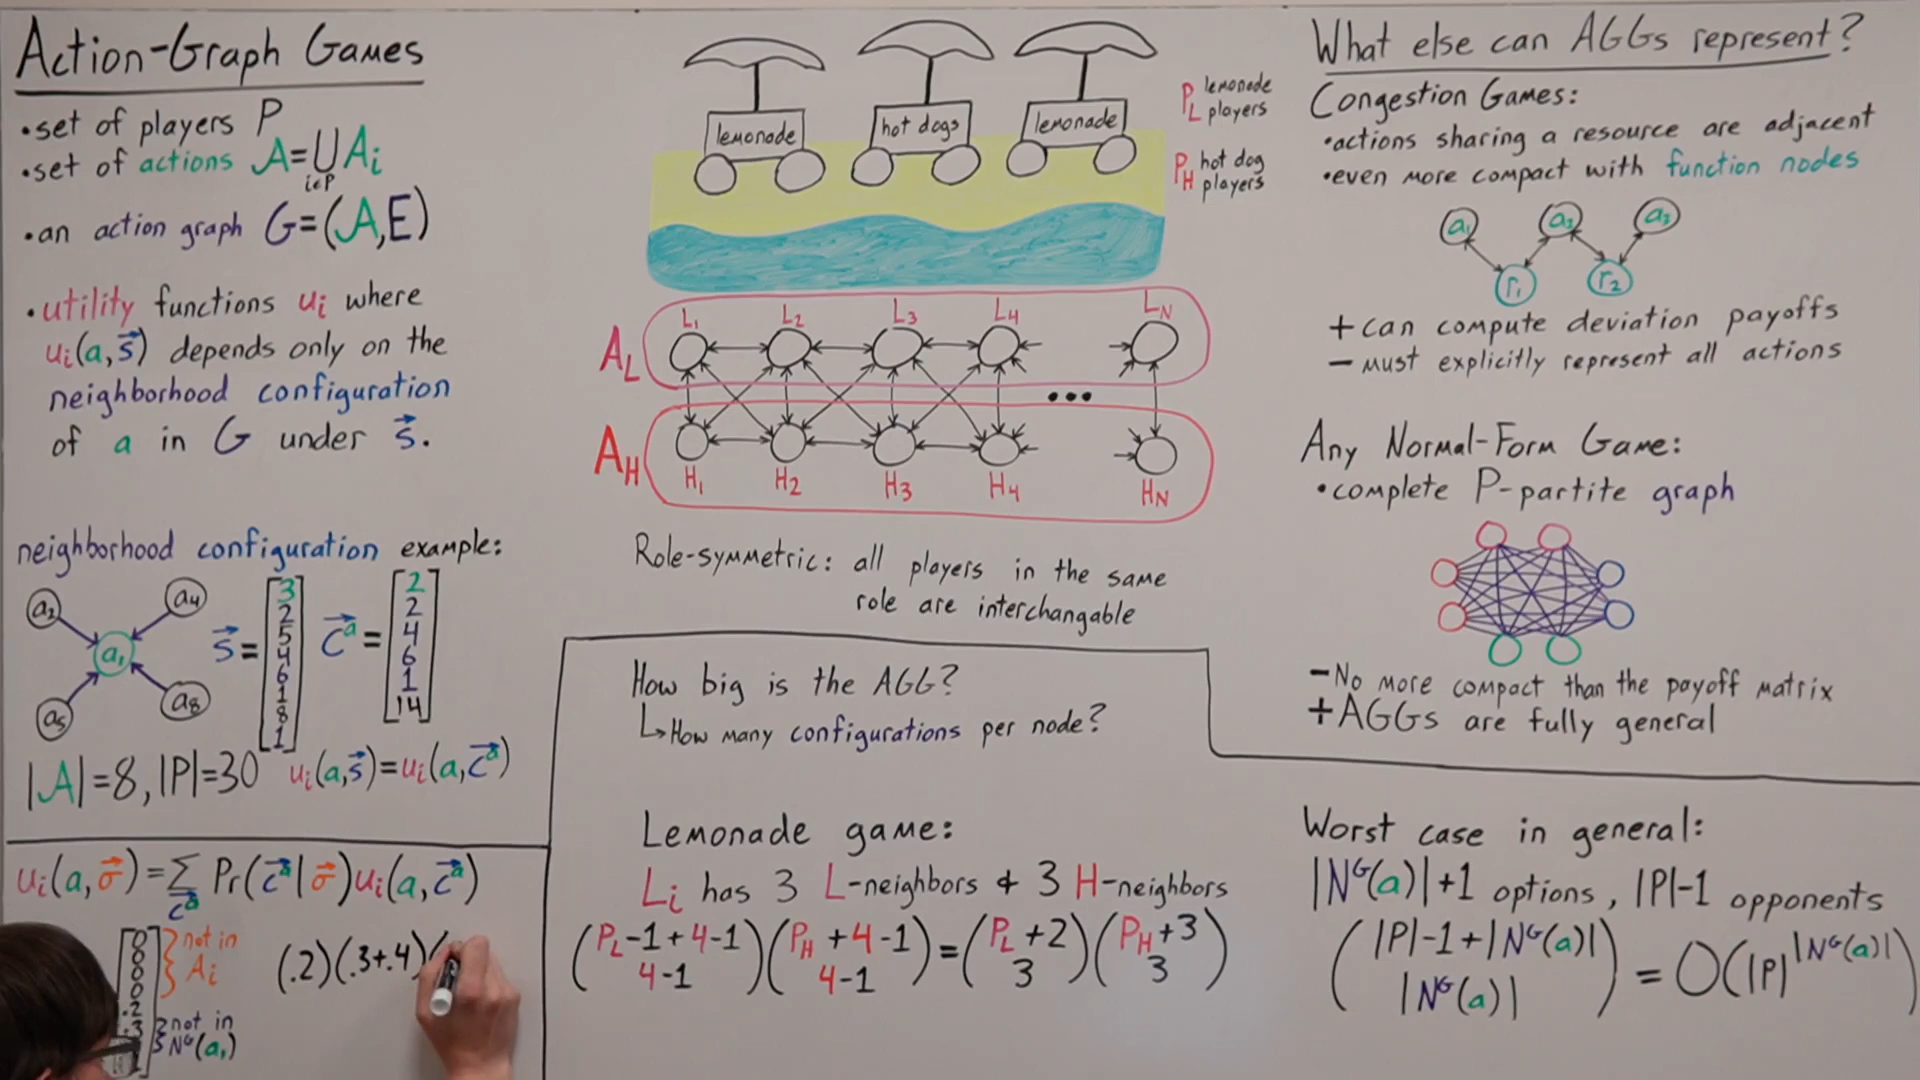 Action-Graph Games
•set of players P
•set of actions A=⋃Ai
i∈P
•an action graph G=(A,E)
•utility functions ui where
ui(a,s⃗) depends only on the
neighborhood configuration
of a in G under s⃗.
neighborhood configuration example:
a2 a4
a1
a5 a8
s⃗= [3 2 5 4 6 1 8 1]
c⃗ᵃ= [2 2 4 6 1 14]
|A|=8, |P|=30 ui(a,s⃗)=ui(a,c⃗ᵃ)
ui(a,σ⃗)=∑ Pr(c⃗ᵃ|σ⃗)ui(a,c⃗ᵃ)
c⃗ᵃ
0
0
0
0
.2
.3
not in
Ai
not in
Nᴳ(a1)
(.2)(.3+.4)(
lemonade hot dogs lemonade
PL lemonade
players
PH hot dog
players
AL L1 L2 L3 L4 LN
•••
AH H1 H2 H3 H4 HN
Role-symmetric: all players in the same
role are interchangable
How big is the AGG?
↳How many configurations per node?
Lemonade game:
Li has 3 L-neighbors & 3 H-neighbors
(PL-1+4-1)(PH+4-1)=(PL+2)(PH+3)
4-1 4-1 3 3
What else can AGGs represent?
Congestion Games:
•actions sharing a resource are adjacent
•even more compact with function nodes
a1 a2 a3
r1 r2
+can compute deviation payoffs
−must explicitly represent all actions
Any Normal-Form Game:
•complete P-partite graph
−No more compact than the payoff matrix
+AGGs are fully general
Worst case in general:
|Nᴳ(a)|+1 options, |P|-1 opponents
(|P|-1+|Nᴳ(a)|) = O(|P|^|Nᴳ(a)|)
|Nᴳ(a)|